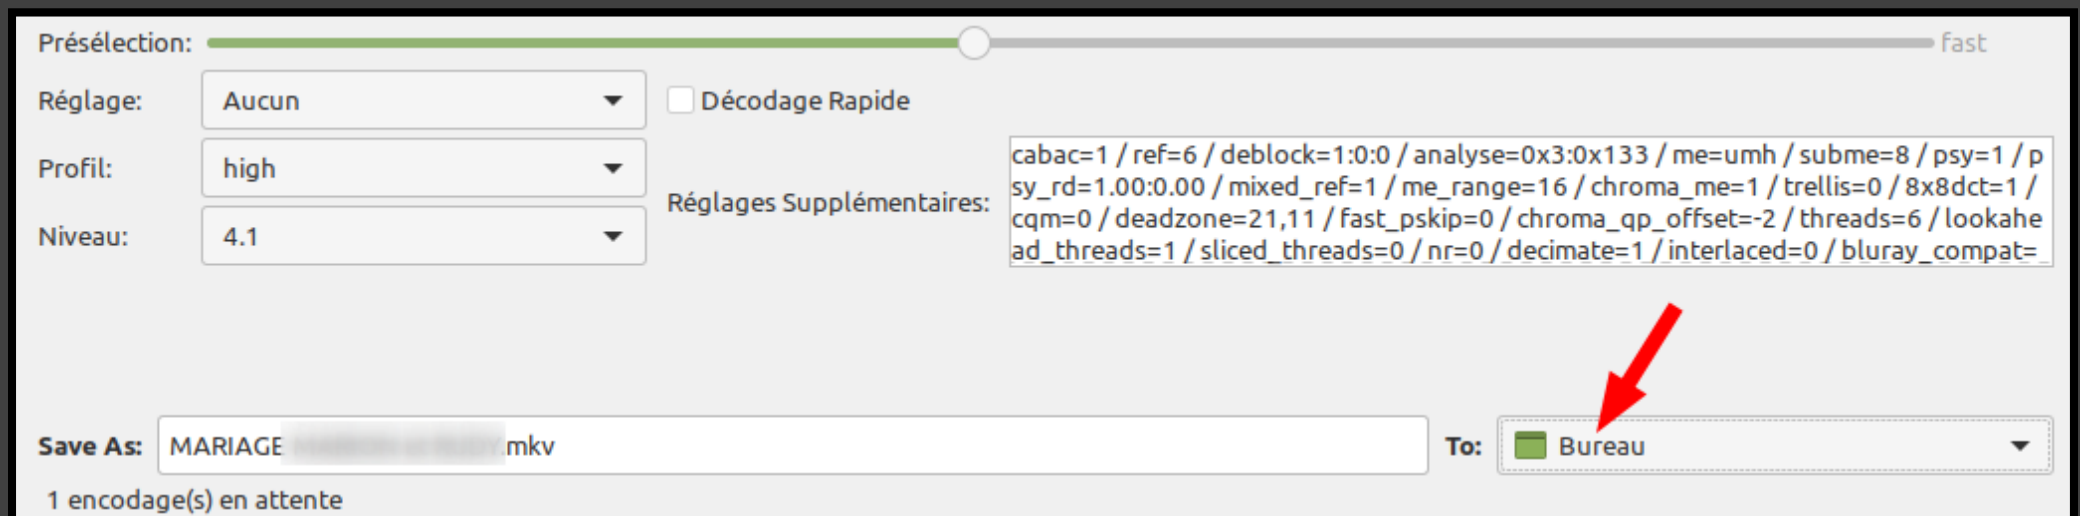 Présélection: fast
Réglage: Aucun Décodage Rapide
Profil: high
Réglages Supplémentaires:
cabac=1 / ref=6 / deblock=1:0:0 / analyse=0x3:0x133 / me=umh / subme=8 / psy=1 / p
sy_rd=1.00:0.00 / mixed_ref=1 / me_range=16 / chroma_me=1 / trellis=0 / 8x8dct=1 /
cqm=0 / deadzone=21,11 / fast_pskip=0 / chroma_qp_offset=-2 / threads=6 / lookahe
ad_threads=1 / sliced_threads=0 / nr=0 / decimate=1 / interlaced=0 / bluray_compat=
Niveau: 4.1
Save As: MARIAGE .mkv To: Bureau
1 encodage(s) en attente